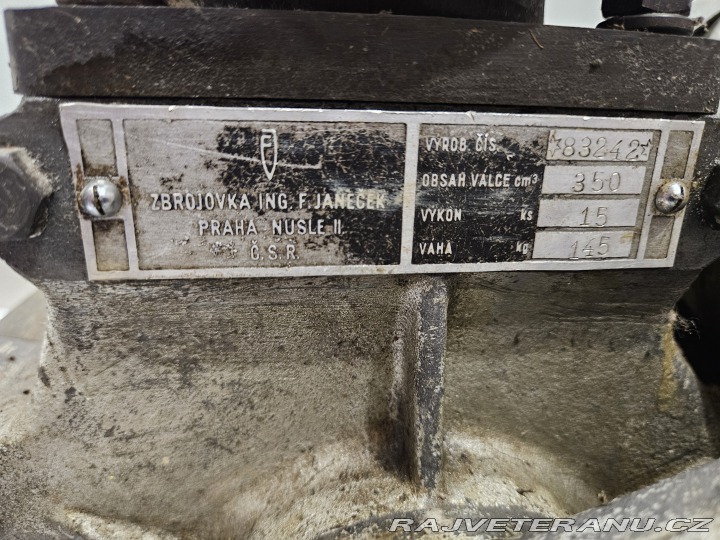 ZBROJOVKA ING. F. JANEČEK
PRAHA NUSLE II.
Č.S.R.
VÝROB. ČÍS. *83242*
OBSAH VÁLCE cm³ 350
VÝKON ks 15
VÁHA kg 145
RAJVETERANU.CZ